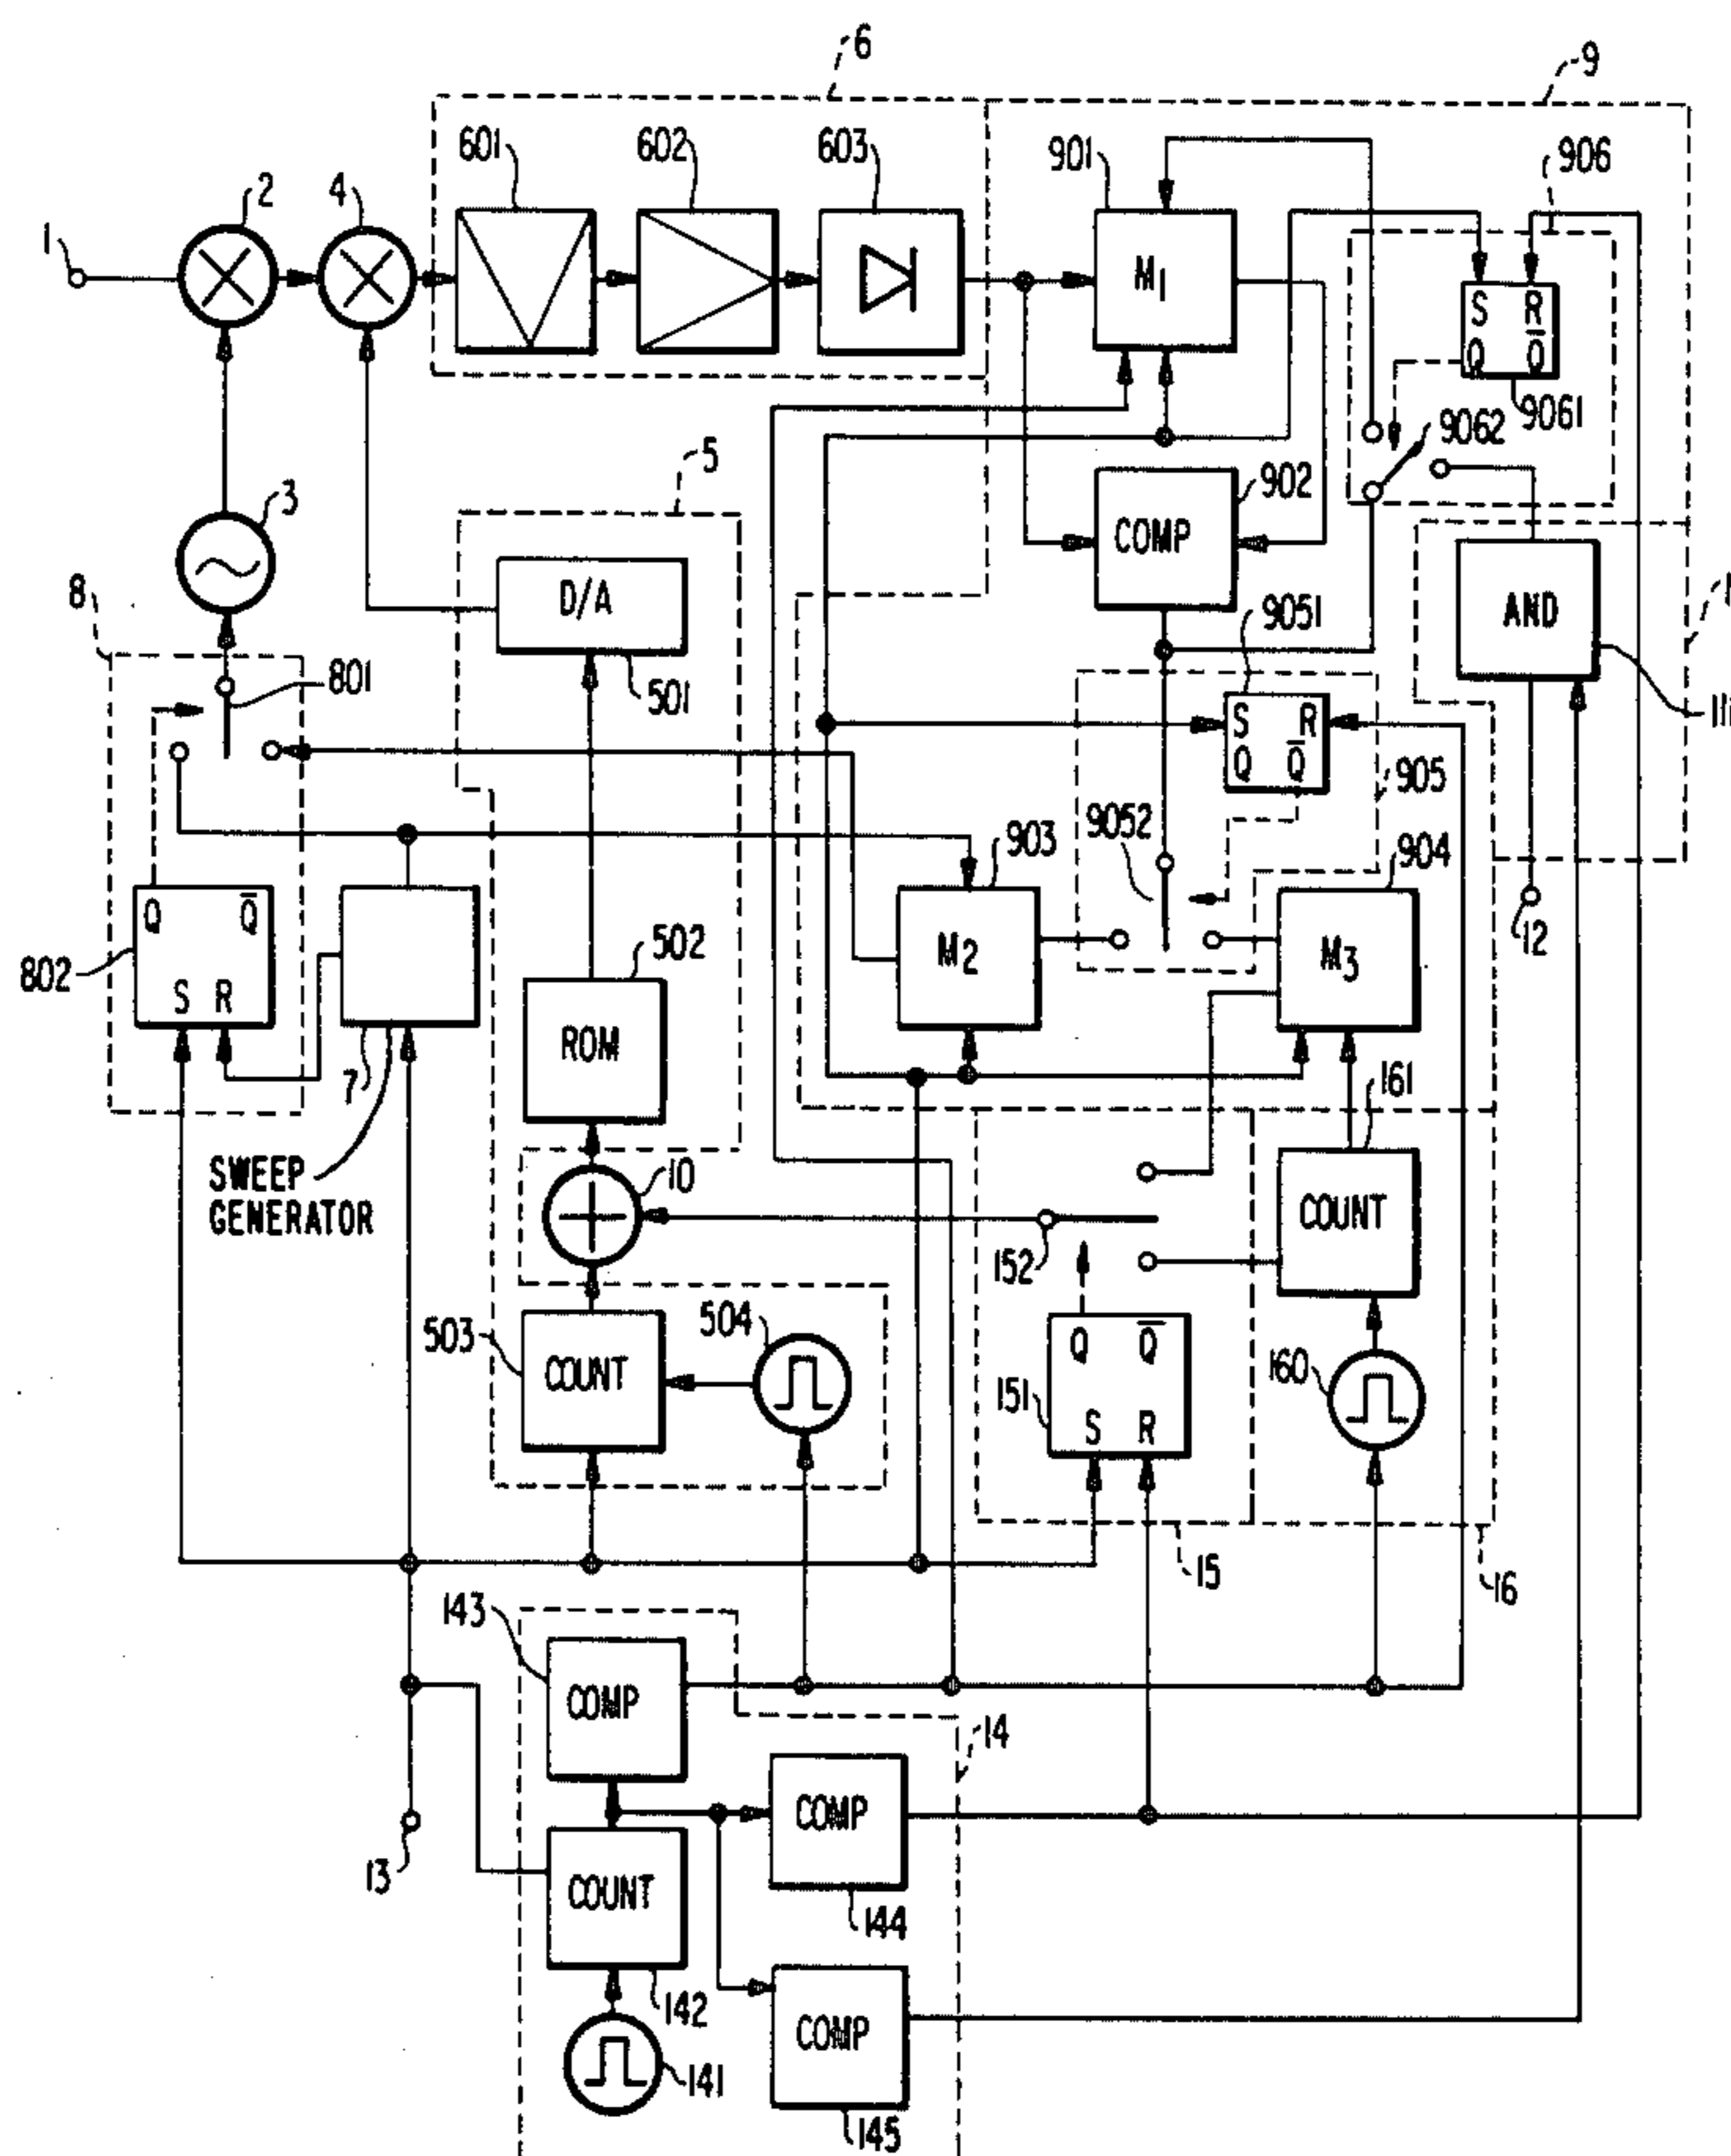 6
9
601
602
603
901
906
2
4
1
M1
S R
Q Q̅
9061
9062
5
902
3
COMP
8
D/A
9051
AND
801
501
S R
Q Q̅
905
9052
903
904
Q Q̅
802
S R
502
M2
M3
12
ROM
7
161
SWEEP
GENERATOR
10
COUNT
152
503
504
COUNT
Q Q̅
151
S R
160
143
15
16
COMP
14
COMP
13
COUNT
144
142
COMP
141
145